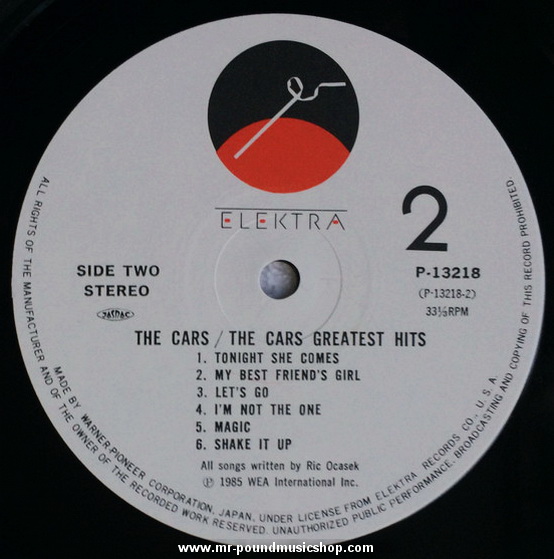 ELEKTRA
2
SIDE TWO
STEREO
JASRAC
P-13218
(P-13218-2)
33⅓RPM
THE CARS / THE CARS GREATEST HITS
1. TONIGHT SHE COMES
2. MY BEST FRIEND'S GIRL
3. LET'S GO
4. I'M NOT THE ONE
5. MAGIC
6. SHAKE IT UP
All songs written by Ric Ocasek
Ⓟ 1985 WEA International Inc.
MADE BY WARNER-PIONEER CORPORATION, JAPAN, UNDER LICENSE FROM ELEKTRA RECORDS CO., U.S.A.
ALL RIGHTS OF THE MANUFACTURER AND OF THE OWNER OF THE RECORDED WORK RESERVED. UNAUTHORIZED PUBLIC PERFORMANCE, BROADCASTING AND COPYING OF THIS RECORD PROHIBITED.
www.mr-poundmusicshop.com